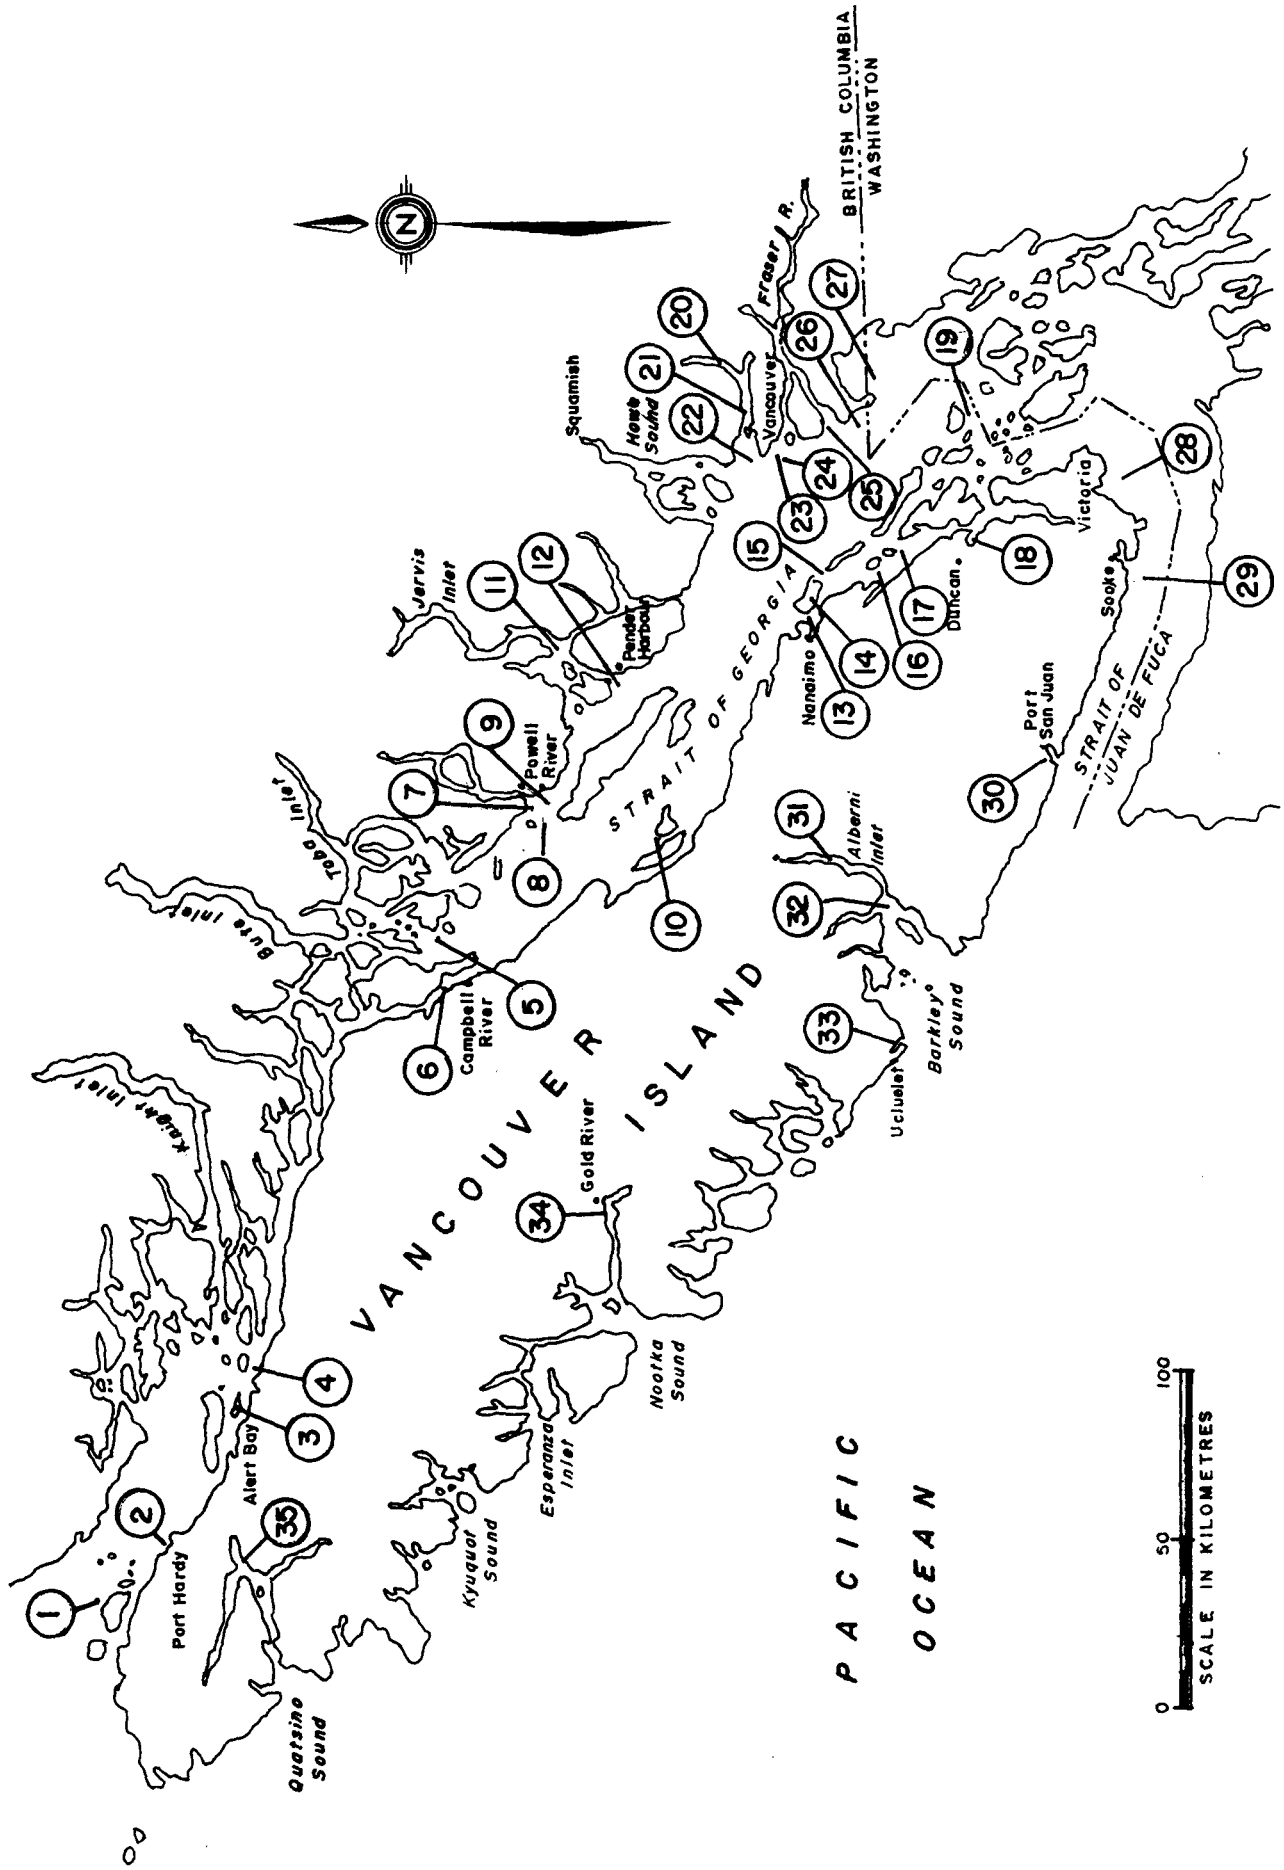 BRITISH COLUMBIA
WASHINGTON
N
Squamish
Howe
Sound
Vancouver
Fraser R.
Jervis
Inlet
Pender
Harbour
Powell
River
Toba Inlet
Bute Inlet
Knight Inlet
Campbell
River
STRAIT OF GEORGIA
Nanaimo
Duncan
Victoria
Sooke
Port
San Juan
STRAIT OF
JUAN DE FUCA
Alberni
Inlet
Barkley
Sound
Ucluelet
Gold River
VANCOUVER
ISLAND
Nootka
Sound
Esperanza
Inlet
Kyuquot
Sound
Quatsino
Sound
Port Hardy
Alert Bay
PACIFIC
OCEAN
1
2
3
4
5
6
7
8
9
10
11
12
13
14
15
16
17
18
19
20
21
22
23
24
25
26
27
28
29
30
31
32
33
34
35
0 50 100
SCALE IN KILOMETRES